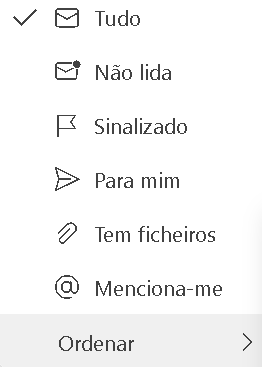 Tudo
Não lida
Sinalizado
Para mim
Tem ficheiros
Menciona-me
Ordenar